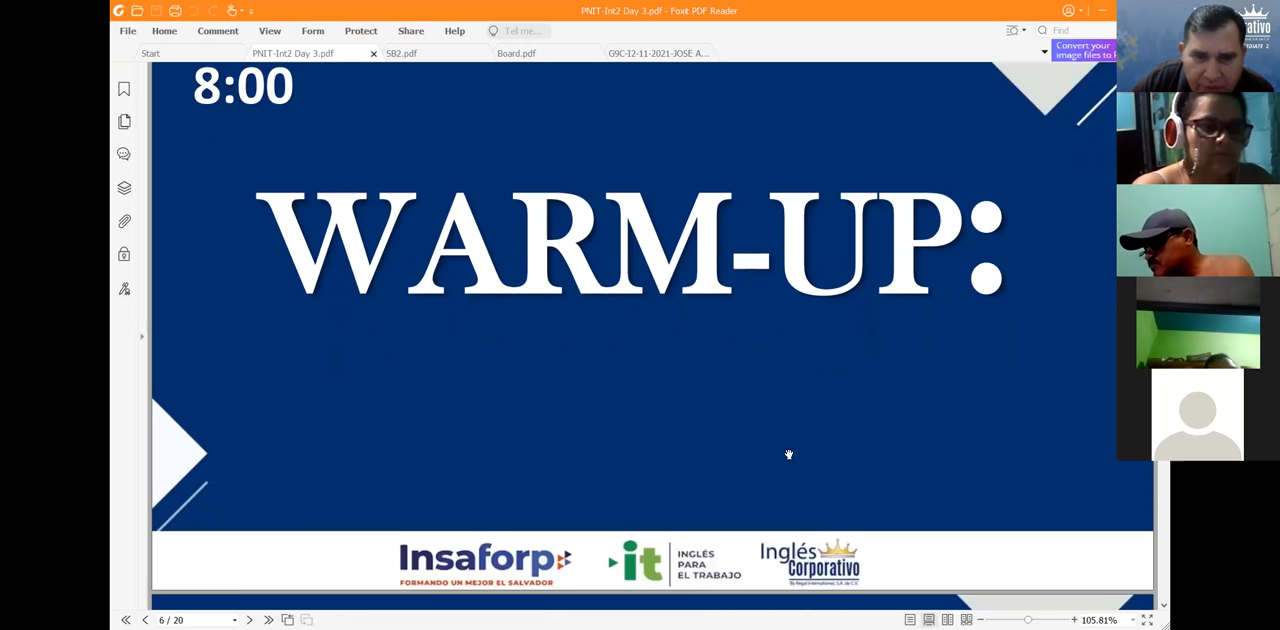 PNIT-Int2 Day 3.pdf - Foxit PDF Reader
File Home Comment View Form Protect Share Help Tell me... Find
Start PNIT-Int2 Day 3.pdf SB2.pdf Board.pdf G9C-I2-11-2021-JOSE A...
Convert your
image files to
8:00
WARM-UP:
Insaforp
FORMANDO UN MEJOR EL SALVADOR
it
INGLÉS
PARA
EL TRABAJO
Inglés
Corporativo
6 / 20
105.81%